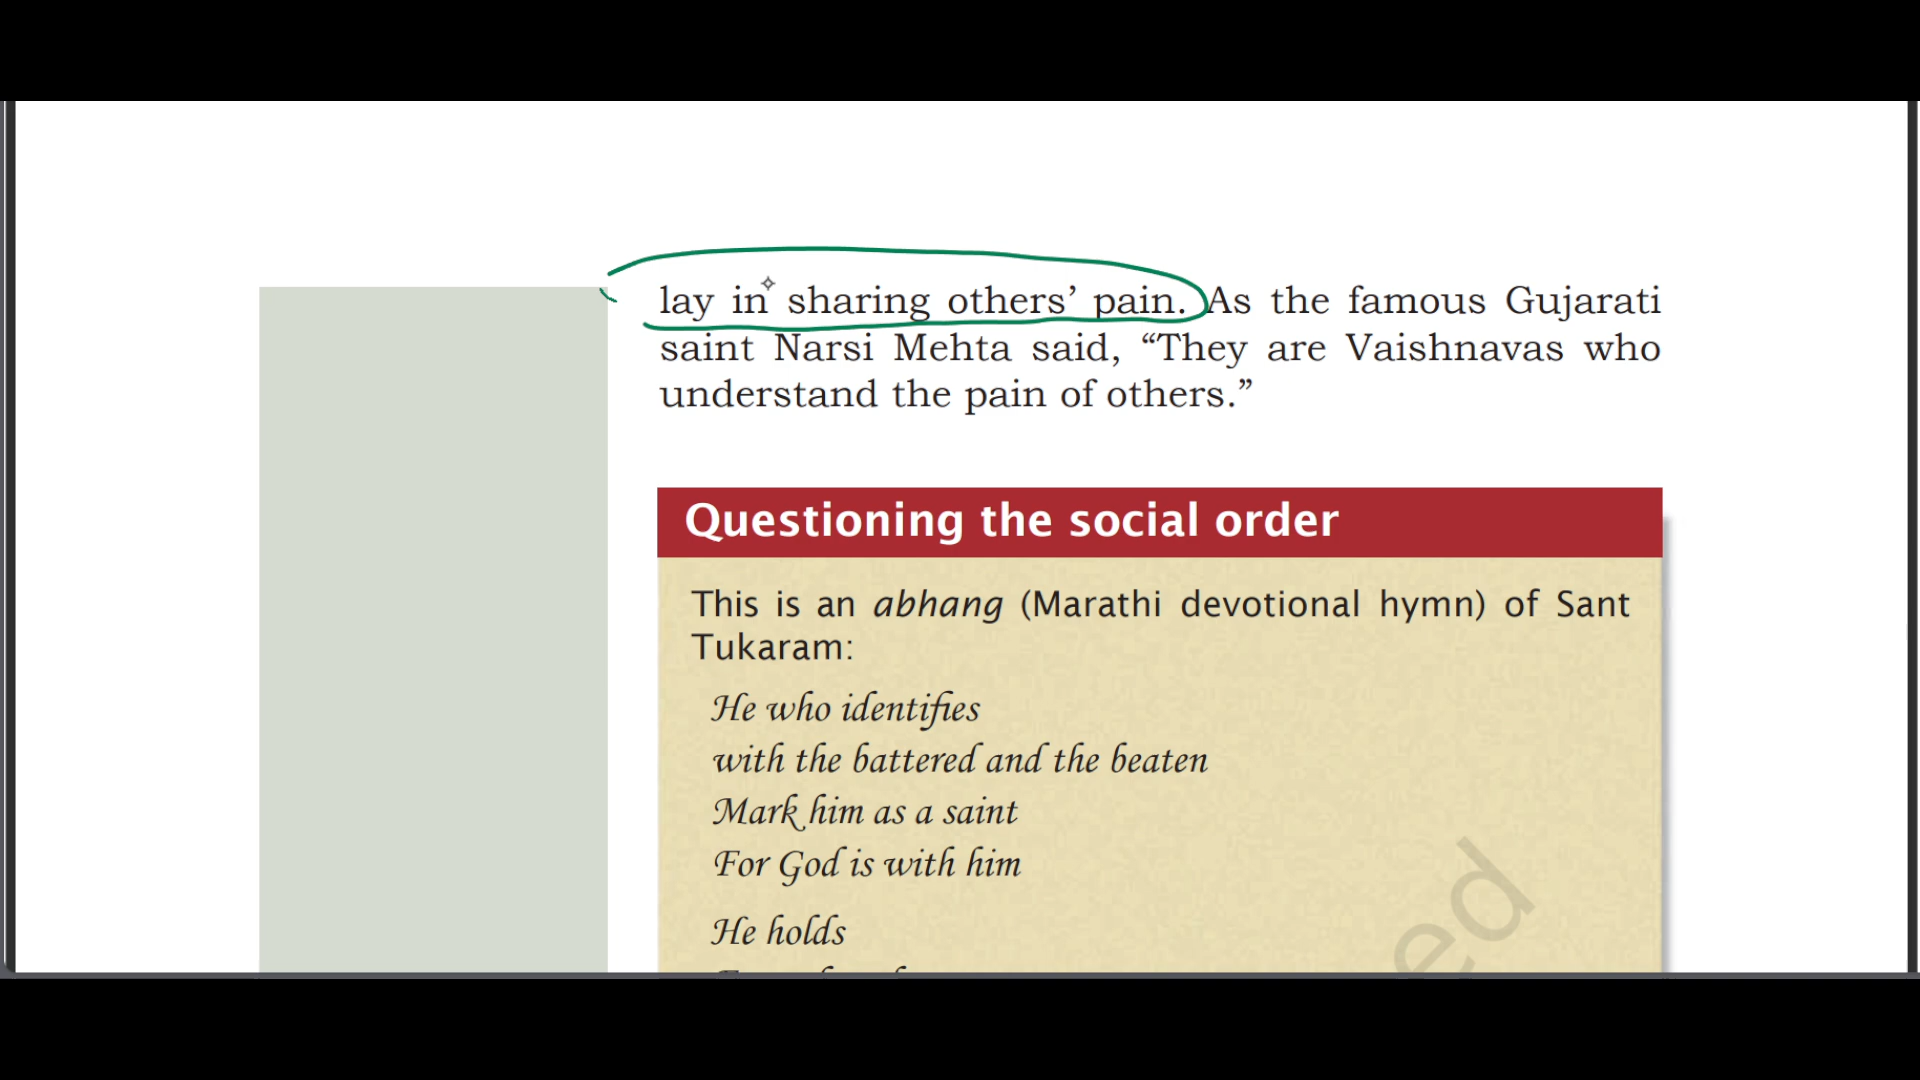 lay in sharing others’ pain. As the famous Gujarati
saint Narsi Mehta said, “They are Vaishnavas who
understand the pain of others.”
Questioning the social order
This is an abhang (Marathi devotional hymn) of Sant
Tukaram:
He who identifies
with the battered and the beaten
Mark him as a saint
For God is with him
He holds
ed